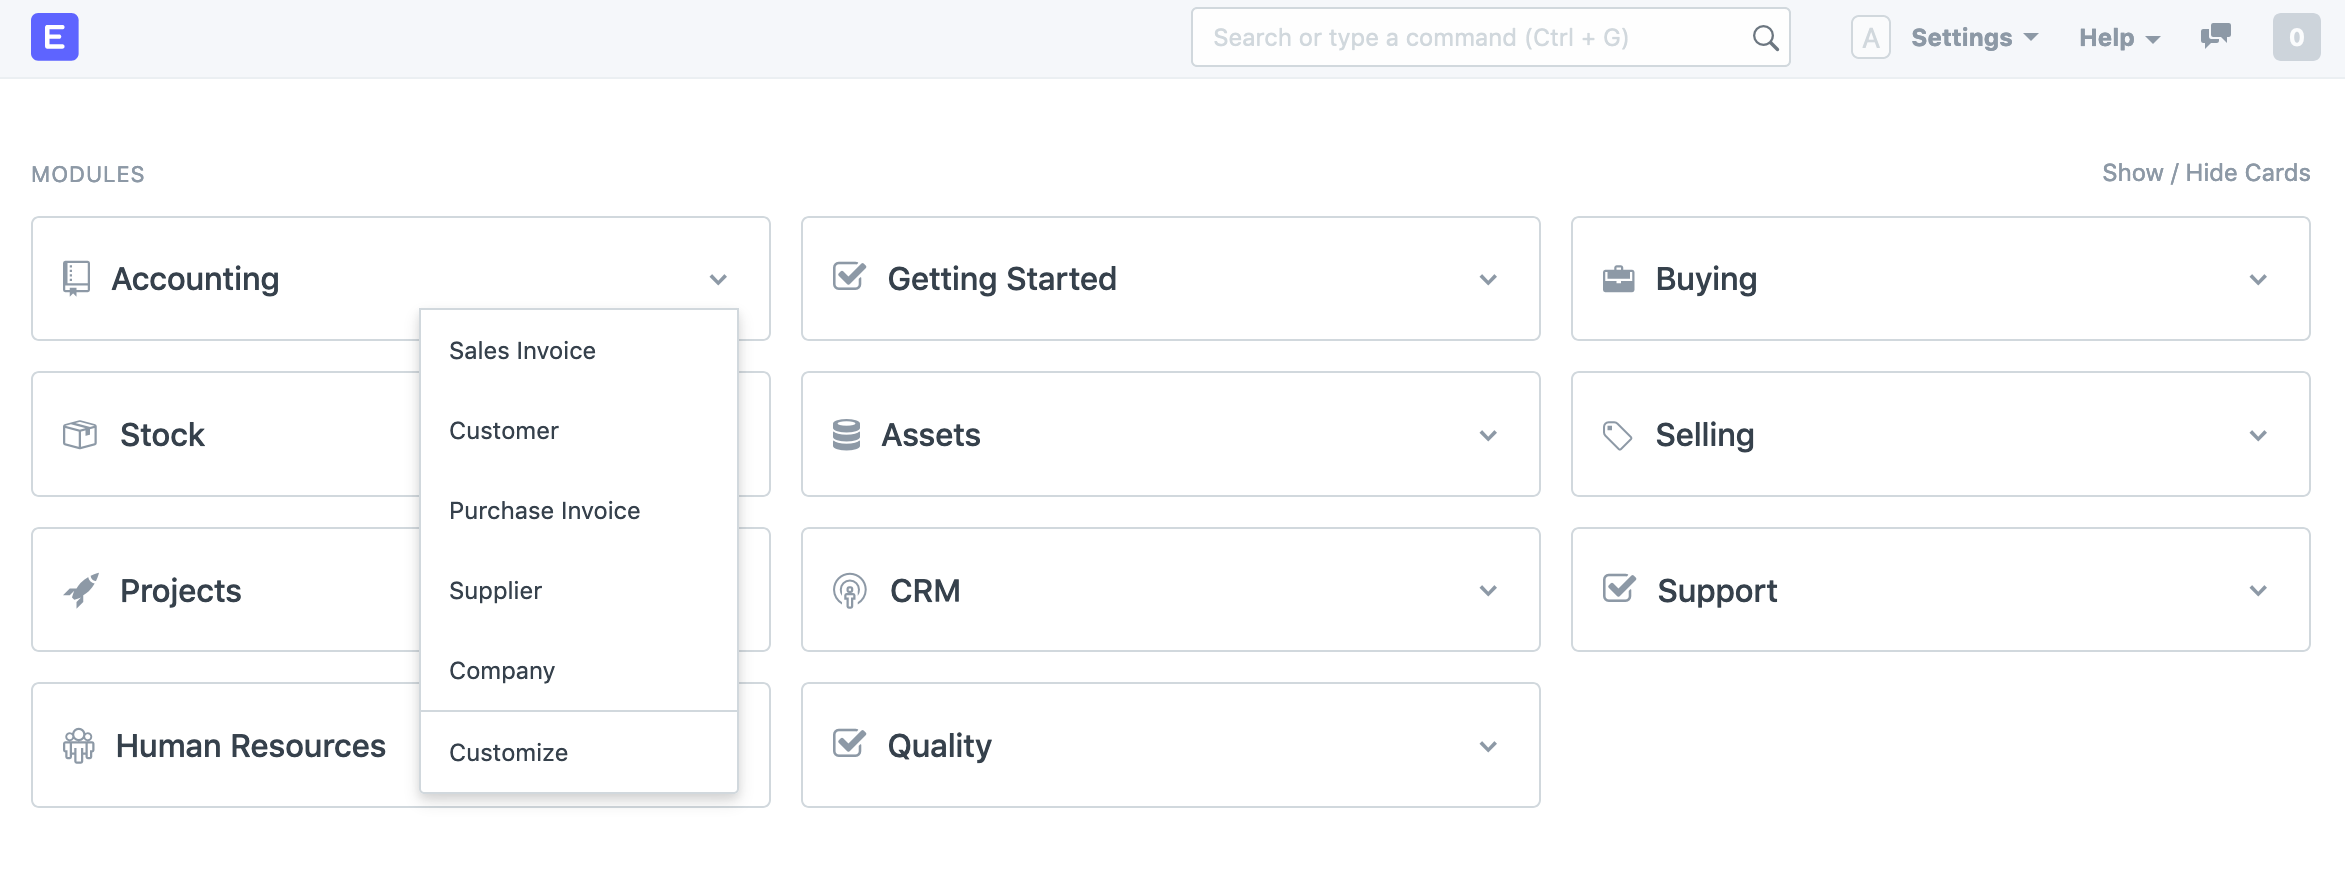 E
Search or type a command (Ctrl + G)
A
Settings
Help
0
MODULES
Show / Hide Cards
Accounting
Getting Started
Buying
Sales Invoice
Customer
Purchase Invoice
Supplier
Company
Customize
Stock
Assets
Selling
Projects
CRM
Support
Human Resources
Quality